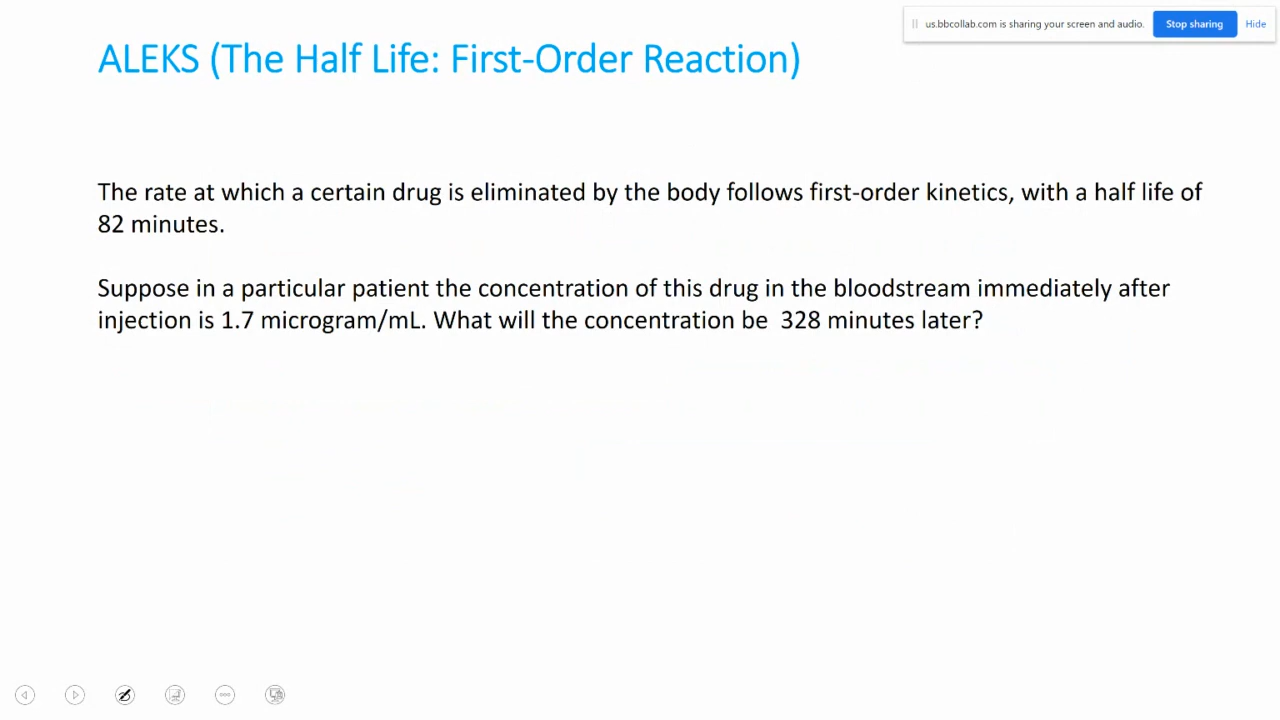 us.bbcollab.com is sharing your screen and audio. Stop sharing Hide
ALEKS (The Half Life: First-Order Reaction)
The rate at which a certain drug is eliminated by the body follows first-order kinetics, with a half life of
82 minutes.
Suppose in a particular patient the concentration of this drug in the bloodstream immediately after
injection is 1.7 microgram/mL. What will the concentration be  328 minutes later?